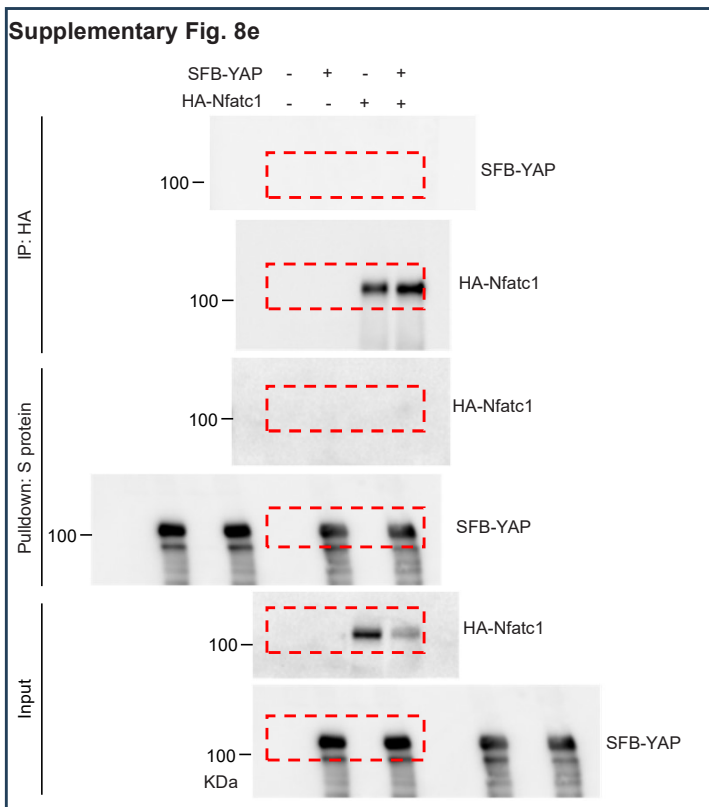 Supplementary Fig. 8e
SFB-YAP - + - +
HA-Nfatc1 - - + +
IP: HA
100
SFB-YAP
100
HA-Nfatc1
Pulldown: S protein
100
HA-Nfatc1
100
SFB-YAP
Input
100
HA-Nfatc1
100
KDa
SFB-YAP